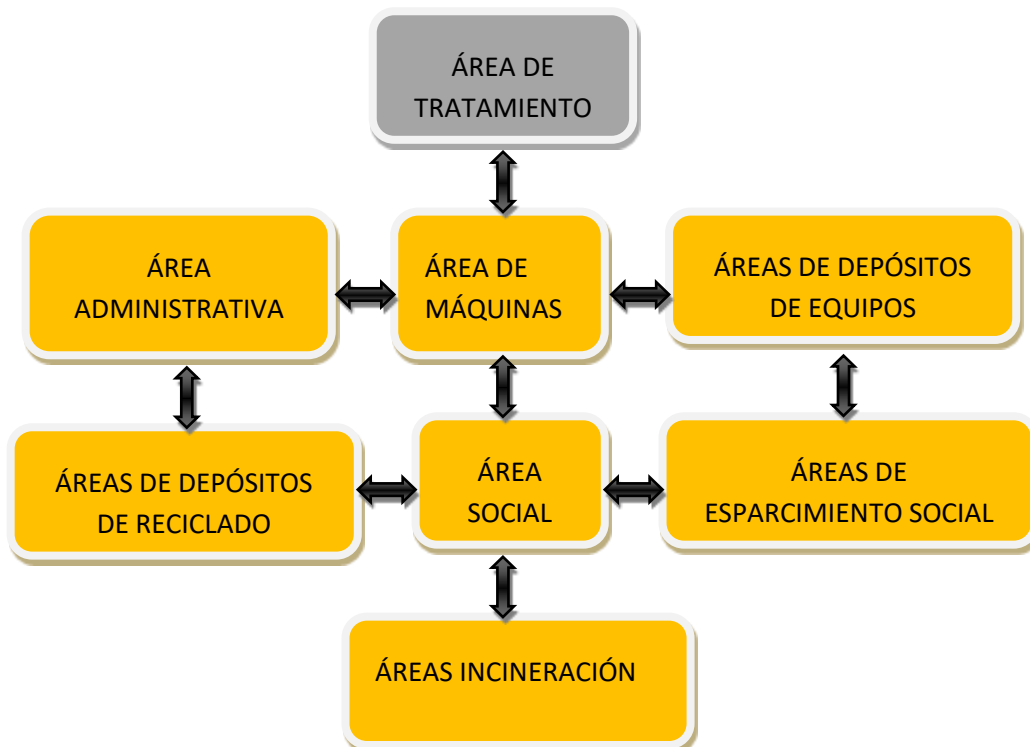 ÁREA DE
TRATAMIENTO
ÁREA
ADMINISTRATIVA
ÁREA DE
MÁQUINAS
ÁREAS DE DEPÓSITOS
DE EQUIPOS
ÁREAS DE DEPÓSITOS
DE RECICLADO
ÁREA
SOCIAL
ÁREAS DE
ESPARCIMIENTO SOCIAL
ÁREAS INCINERACIÓN